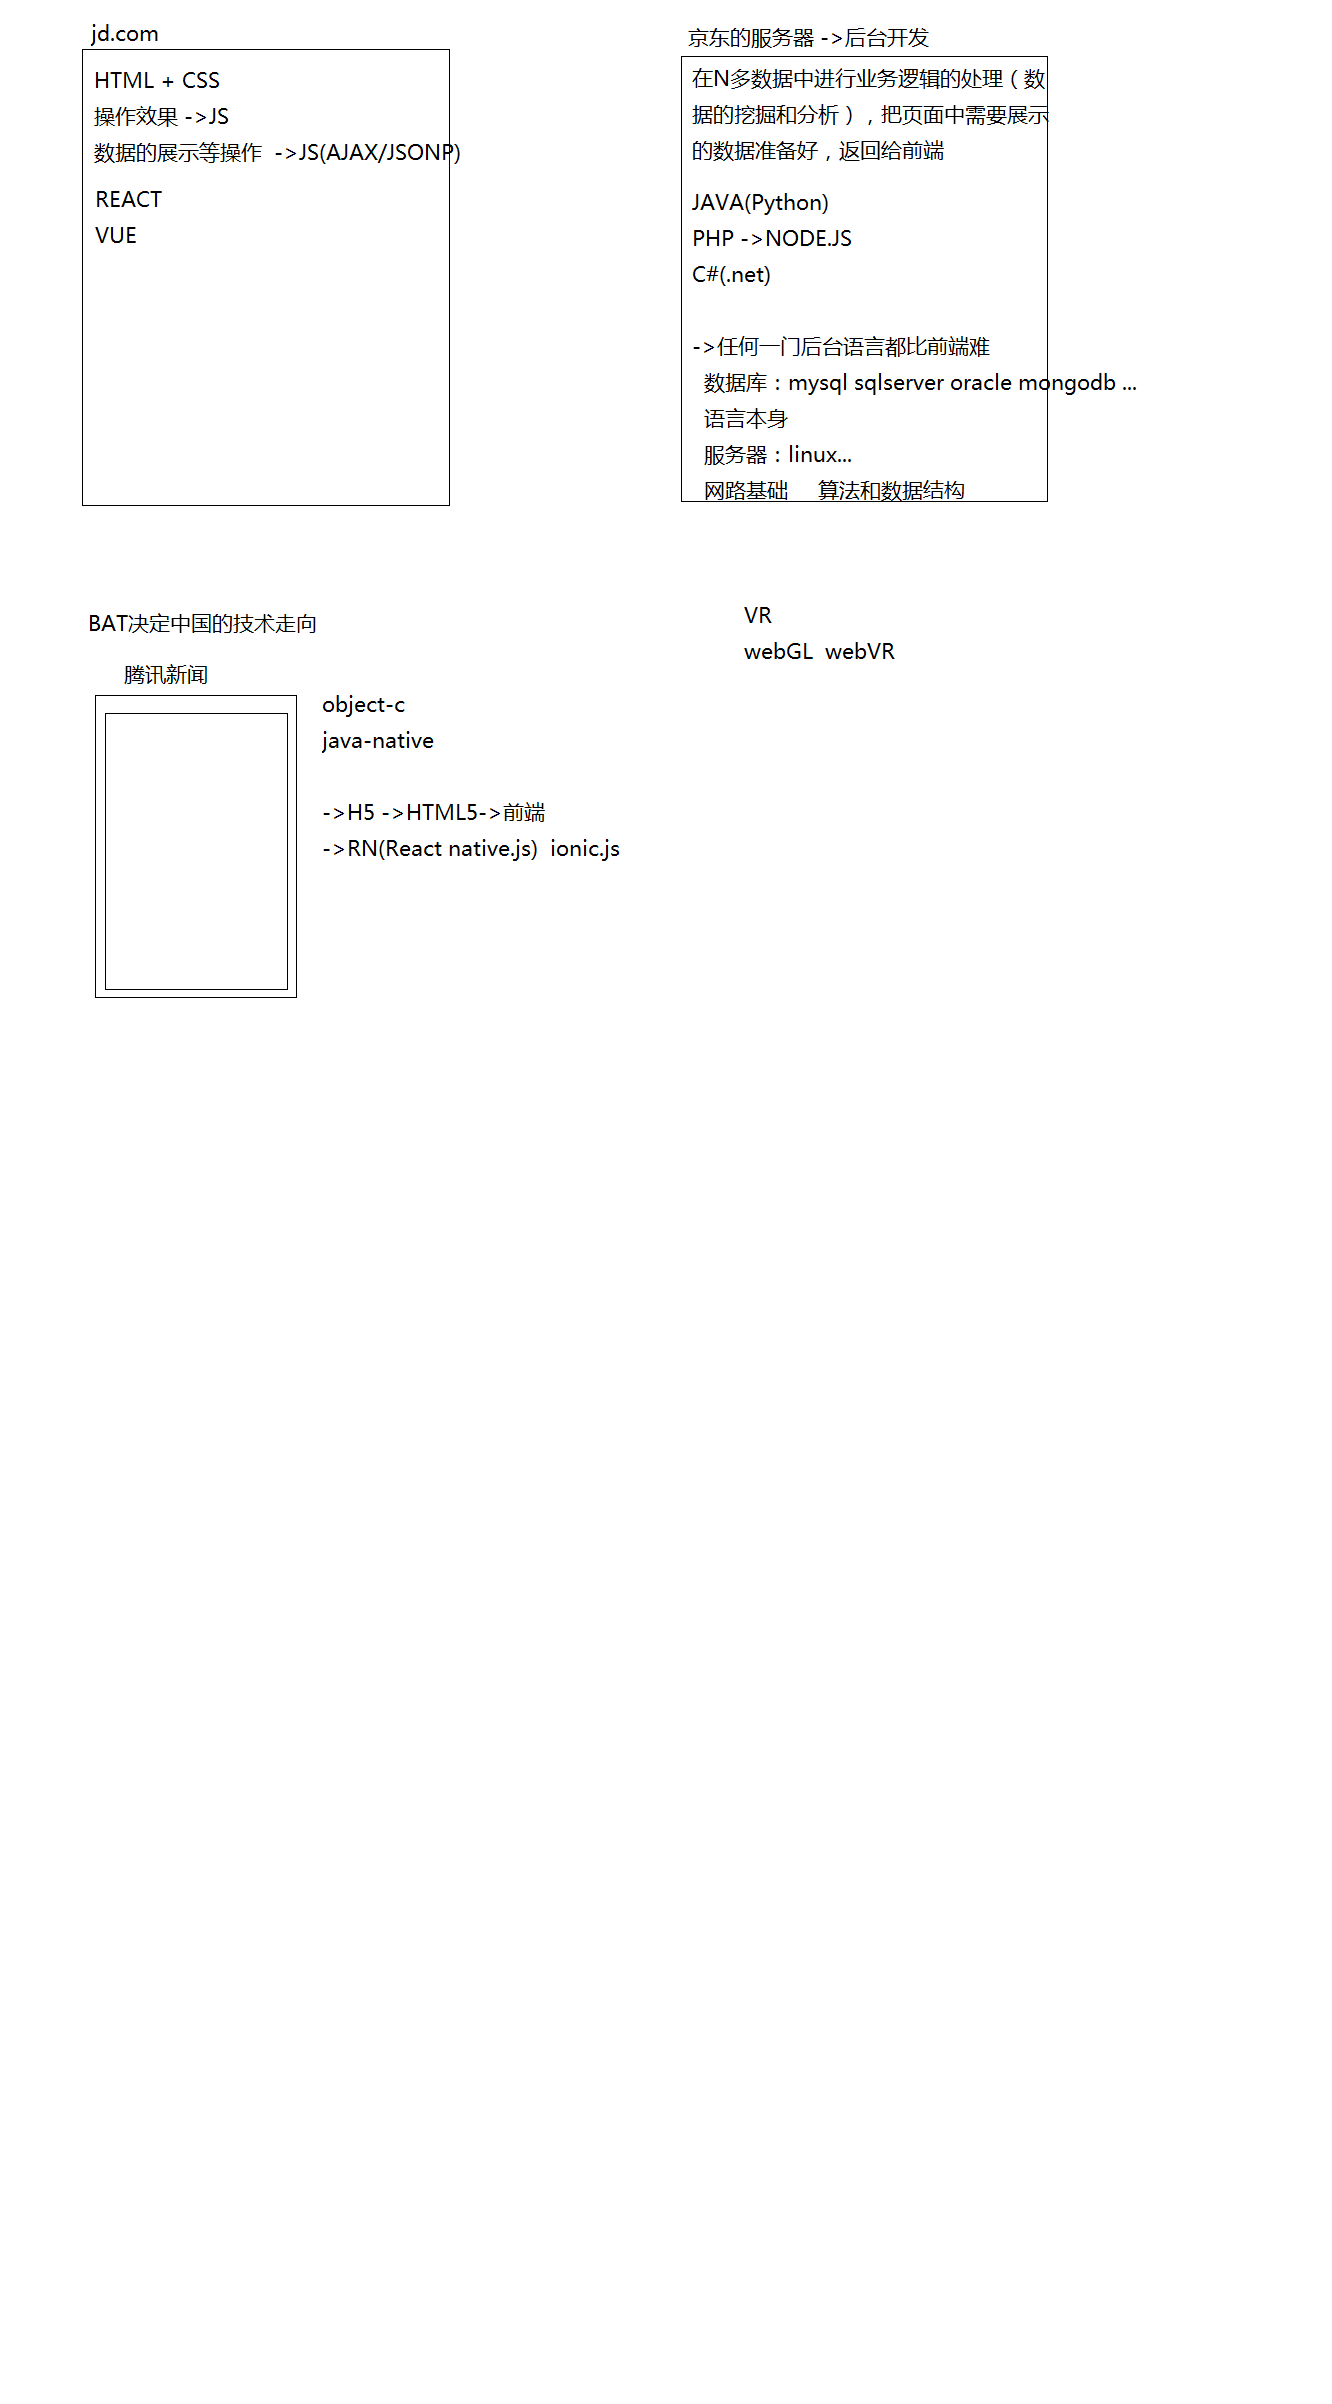 jd.com
HTML + CSS
操作效果 ->JS
数据的展示等操作  ->JS(AJAX/JSONP)
REACT
VUE
京东的服务器 ->后台开发
在N多数据中进行业务逻辑的处理（数
据的挖掘和分析），把页面中需要展示
的数据准备好，返回给前端
JAVA(Python)
PHP ->NODE.JS
C#(.net)
->任何一门后台语言都比前端难
数据库：mysql sqlserver oracle mongodb ...
语言本身
服务器：linux...
网路基础     算法和数据结构
BAT决定中国的技术走向
腾讯新闻
object-c
java-native
->H5 ->HTML5->前端
->RN(React native.js)  ionic.js
VR
webGL  webVR